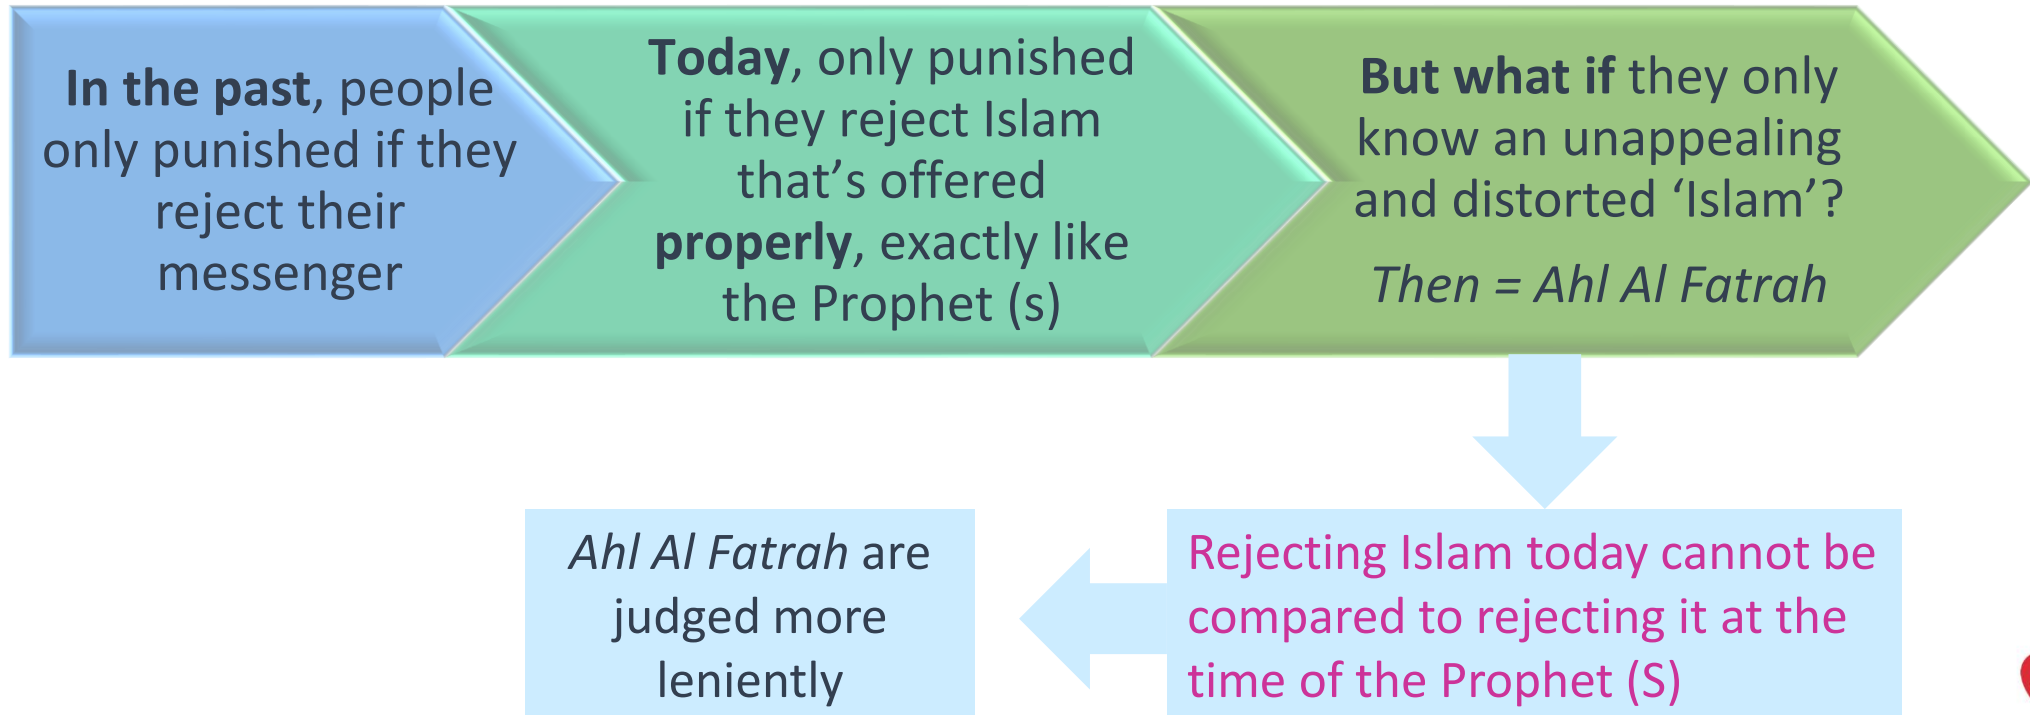 In the past, people
only punished if they
reject their
messenger
Today, only punished
if they reject Islam
that’s offered
properly, exactly like
the Prophet (s)
But what if they only
know an unappealing
and distorted ‘Islam’?
Then = Ahl Al Fatrah
Rejecting Islam today cannot be
compared to rejecting it at the
time of the Prophet (S)
Ahl Al Fatrah are
judged more
leniently